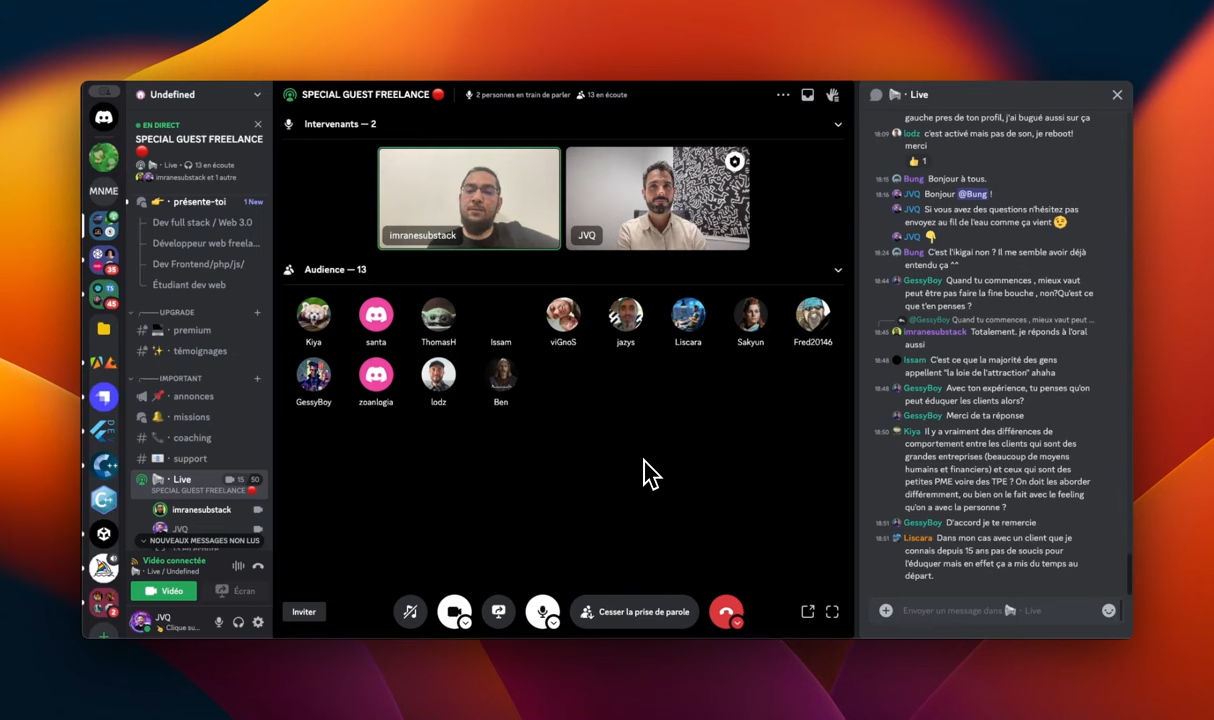 Undefined
EN DIRECT
SPECIAL GUEST FREELANCE
Live • 13 en écoute
imranesubstack et 1 autre
MNME
présente-toi
1 New
Dev full stack / Web 3.0
Développeur web freela...
Dev Frontend/php/js/
Étudiant dev web
UPGRADE
premium
témoignages
IMPORTANT
annonces
missions
coaching
support
Live
15 50
SPECIAL GUEST FREELANCE
imranesubstack
JVQ
NOUVEAUX MESSAGES NON LUS
Vidéo connectée
Live / Undefined
Vidéo
Écran
JVQ
Clique su...
35
TS
45
2
SPECIAL GUEST FREELANCE
2 personnes en train de parler
13 en écoute
Intervenants — 2
imranesubstack
JVQ
Audience — 13
Kiya
santa
ThomasH
Issam
viGnoS
jazys
Liscara
Sakyun
Fred20146
GessyBoy
zoanlogia
lodz
Ben
Inviter
Cesser la prise de parole
Live
gauche pres de ton profil, j'ai bugué aussi sur ça
18:09 lodz c'est activé mais pas de son, je reboot!
merci
👍 1
18:15 Bung Bonjour à tous.
18:16 JVQ Bonjour @Bung !
JVQ Si vous avez des questions n'hésitez pas
envoyez au fil de l'eau comme ça vient 😉
JVQ 👇
18:24 Bung C'est l'ikigai non ? Il me semble avoir déjà
entendu ça ^^
18:44 GessyBoy Quand tu commences , mieux vaut
peut être pas faire la fine bouche , non?Qu'est ce
que t'en penses ?
@GessyBoy Quand tu commences , mieux vaut peut ...
18:45 imranesubstack Totalement. je réponds à l'oral
aussi
18:48 Issam C'est ce que la majorité des gens
appellent "la loie de l'attraction" ahaha
18:48 GessyBoy Avec ton expérience, tu penses qu'on
peut éduquer les clients alors?
GessyBoy Merci de ta réponse
18:50 Kiya Il y a vraiment des différences de
comportement entre les clients qui sont des
grandes entreprises (beaucoup de moyens
humains et financiers) et ceux qui sont des
petites PME voire des TPE ? On doit les aborder
différemment, ou bien on le fait avec le feeling
qu'on a avec la personne ?
18:51 GessyBoy D'accord je te remercie
18:51 Liscara Dans mon cas avec un client que je
connais depuis 15 ans pas de soucis pour
l'éduquer mais en effet ça a mis du temps au
départ.
Envoyer un message dans Live